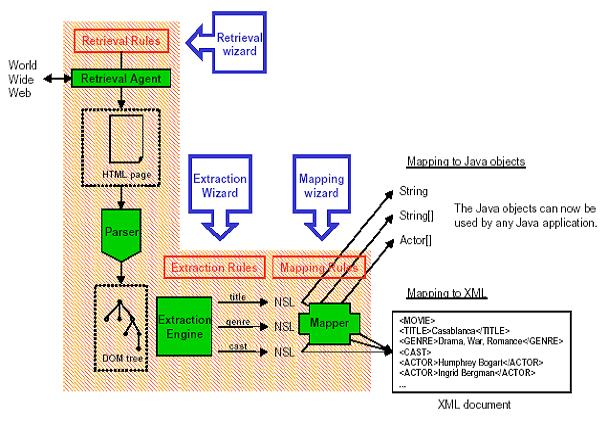 Retrieval Rules
Retrieval
wizard
World
Wide
Web
Retrieval Agent
HTML page
Extraction
Wizard
Mapping
wizard
Mapping to Java objects
String
String[]
Actor[]
The Java objects can now be
used by any Java application.
Parser
Extraction Rules
Mapping Rules
DOM tree
Extraction
Engine
title
genre
cast
NSL
NSL
NSL
Mapper
Mapping to XML
<MOVIE>
<TITLE>Casablanca</TITLE>
<GENRE>Drama, War, Romance</GENRE>
<CAST>
<ACTOR>Humphrey Bogart</ACTOR>
<ACTOR>Ingrid Bergman</ACTOR>
...
XML document